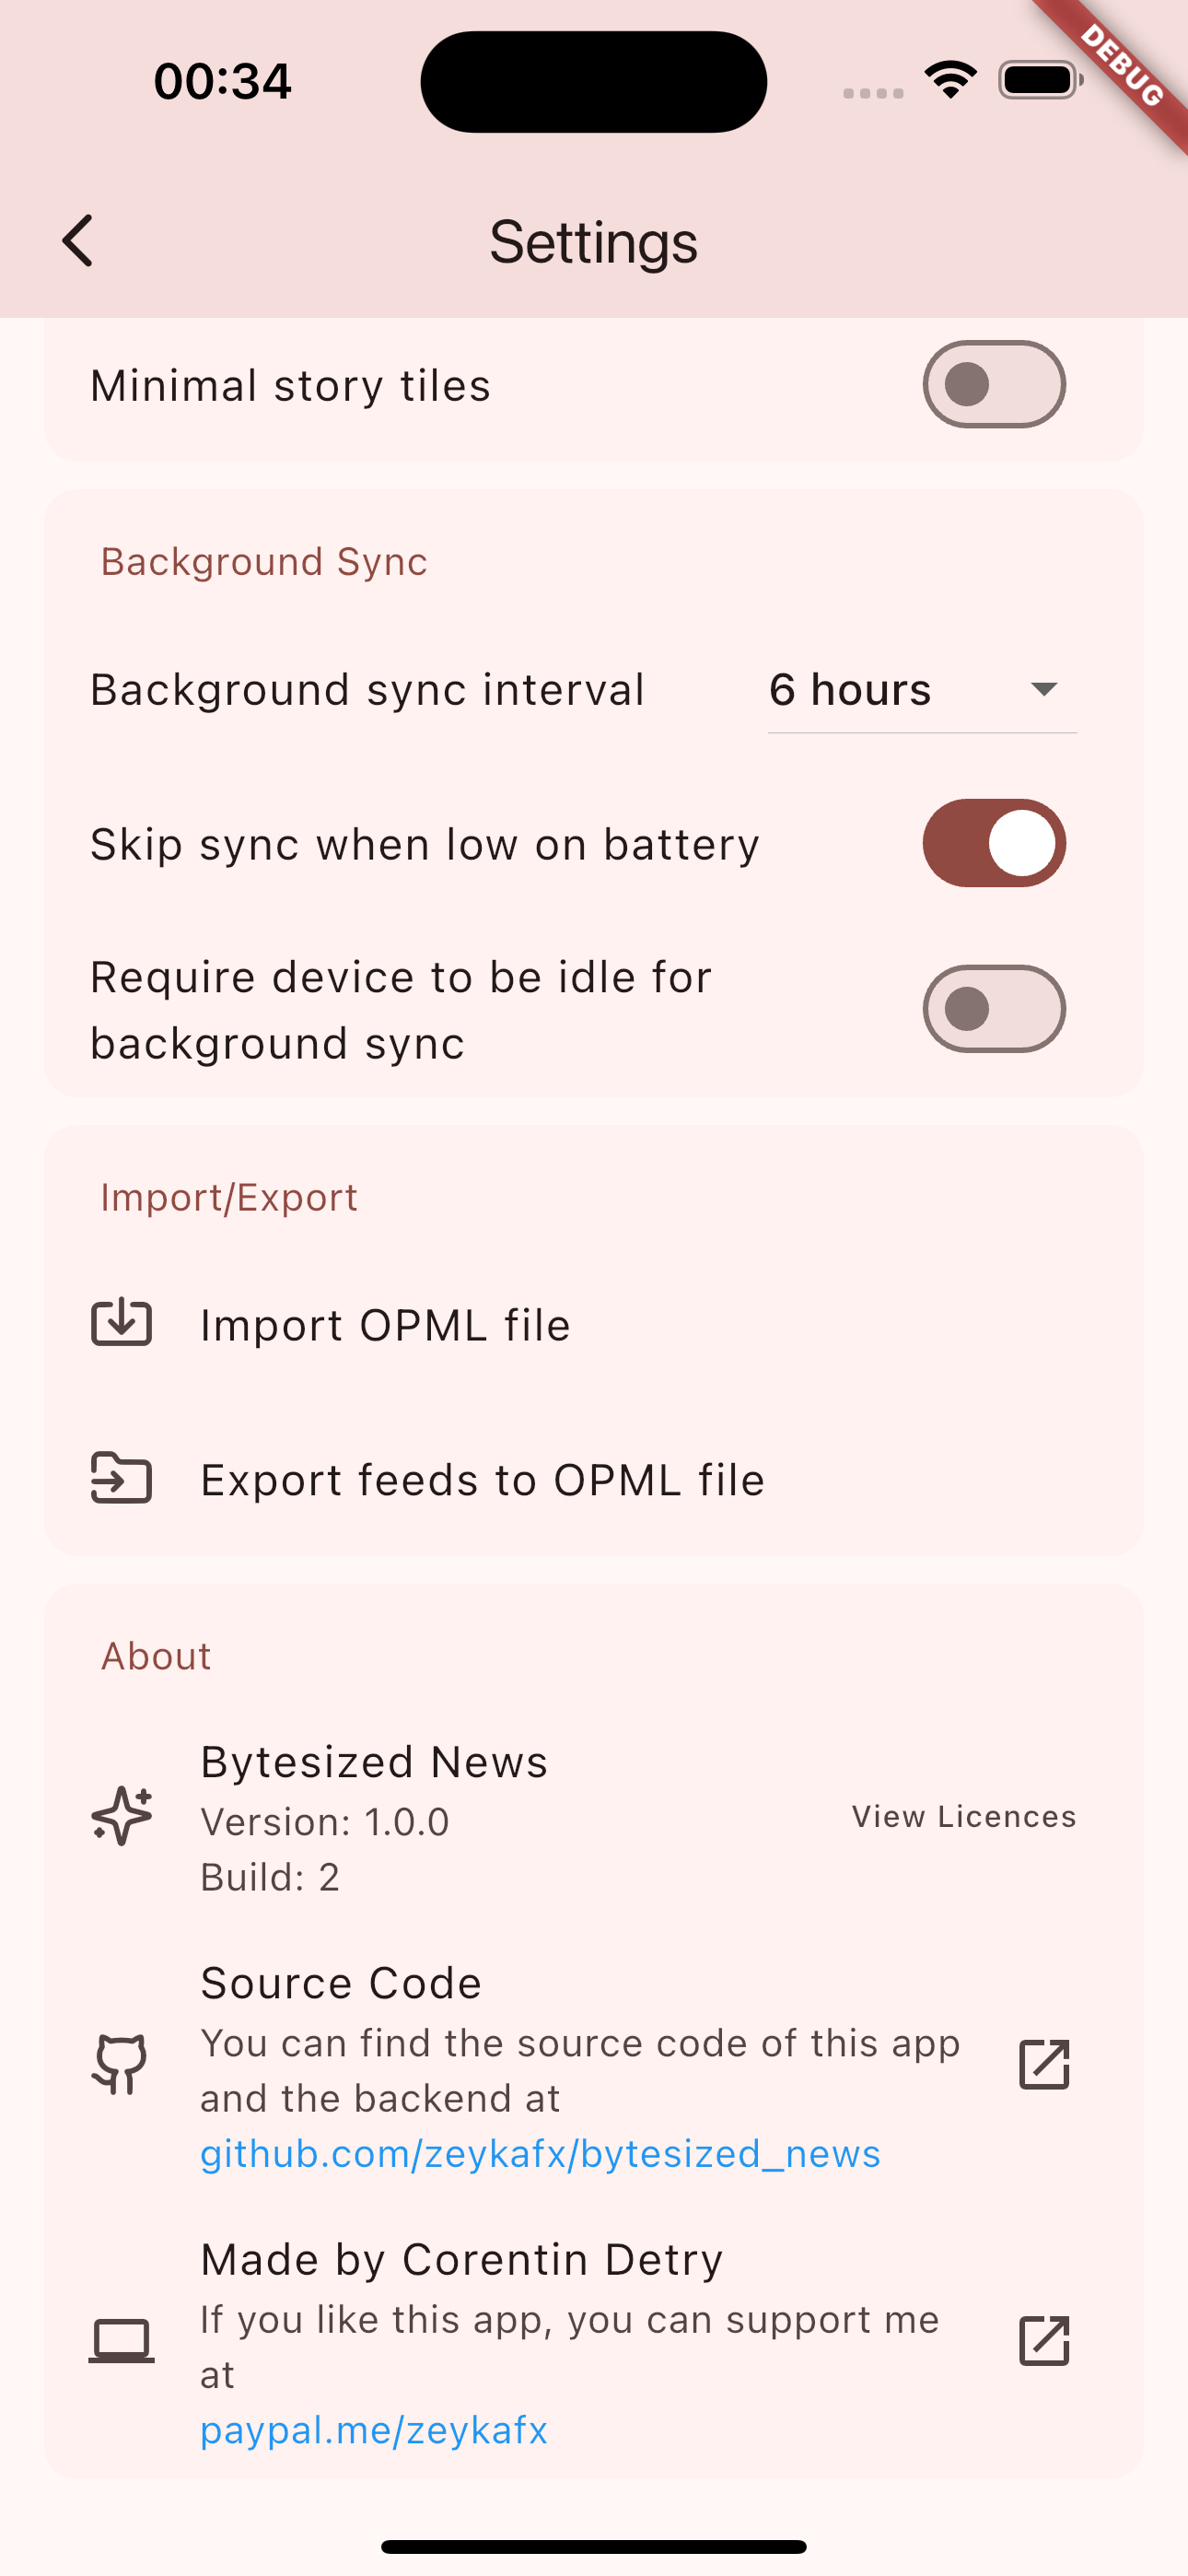 00:34
DEBUG
Settings
Minimal story tiles
Background Sync
Background sync interval 6 hours
Skip sync when low on battery
Require device to be idle for
background sync
Import/Export
Import OPML file
Export feeds to OPML file
About
Bytesized News
Version: 1.0.0
Build: 2
View Licences
Source Code
You can find the source code of this app
and the backend at
github.com/zeykafx/bytesized_news
Made by Corentin Detry
If you like this app, you can support me
at
paypal.me/zeykafx